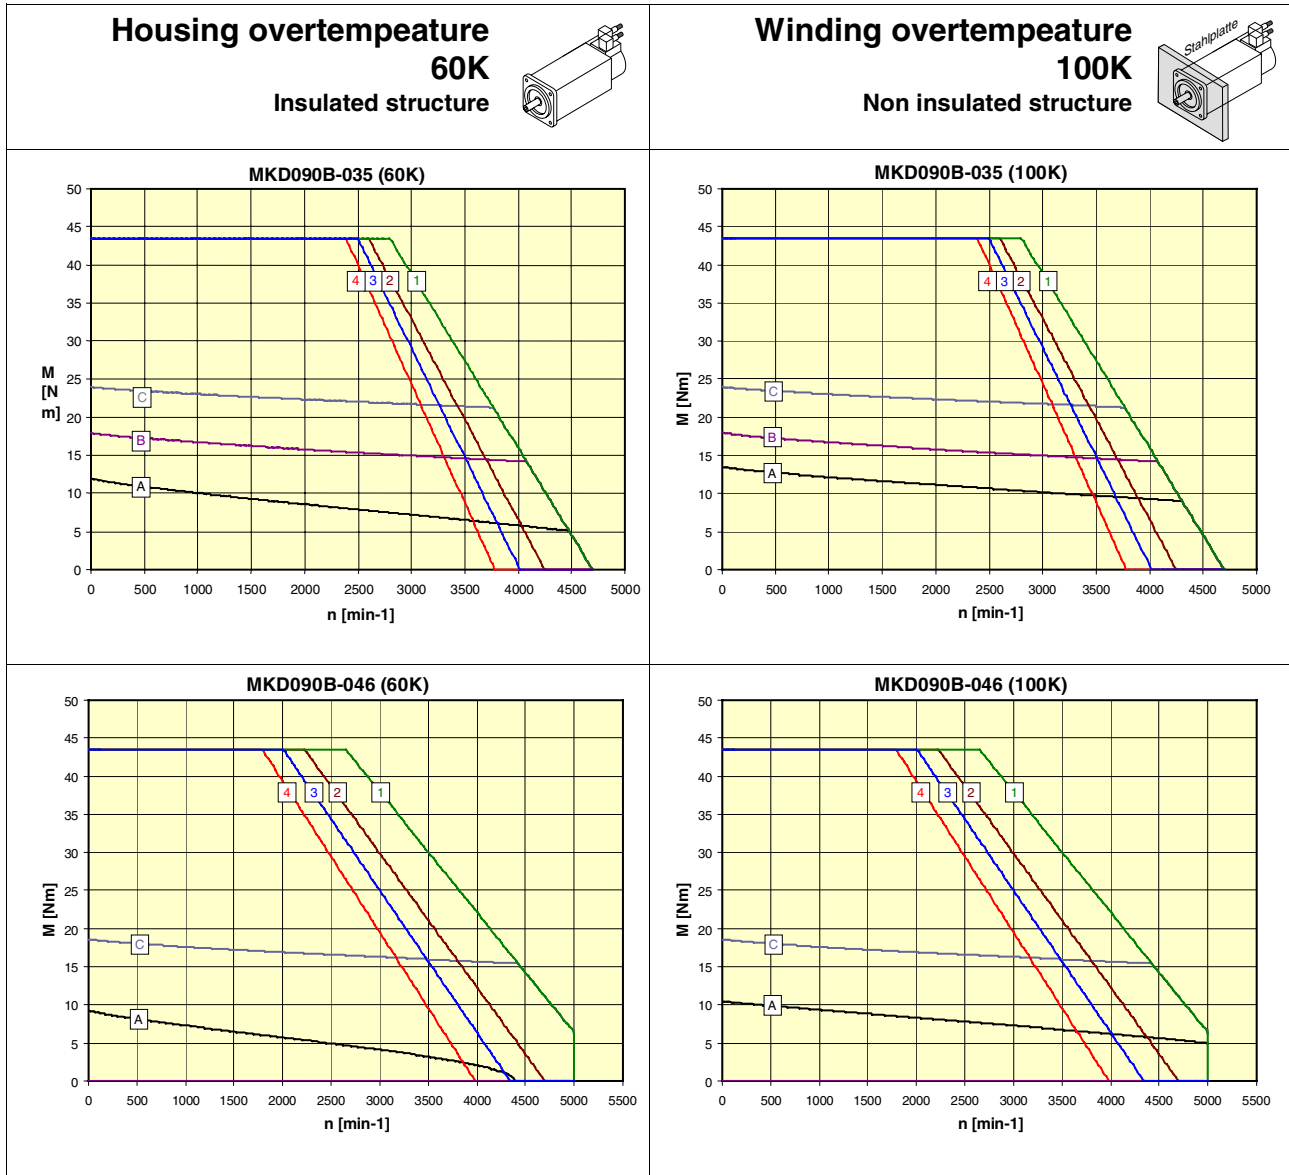 Housing overtempeature
60K
Insulated structure
Winding overtempeature
100K
Non insulated structure
Stahlplatte
MKD090B-035 (60K)
50
45
40
35
30
25
20
15
10
5
0
M
[N
m]
4
3
2
1
C
B
A
0 500 1000 1500 2000 2500 3000 3500 4000 4500 5000
n [min-1]
MKD090B-035 (100K)
50
45
40
35
30
25
20
15
10
5
0
M [Nm]
4
3
2
1
C
B
A
0 500 1000 1500 2000 2500 3000 3500 4000 4500 5000
n [min-1]
MKD090B-046 (60K)
50
45
40
35
30
25
20
15
10
5
0
M [Nm]
4
3
2
1
C
A
0 500 1000 1500 2000 2500 3000 3500 4000 4500 5000 5500
n [min-1]
MKD090B-046 (100K)
50
45
40
35
30
25
20
15
10
5
0
M [Nm]
4
3
2
1
C
A
0 500 1000 1500 2000 2500 3000 3500 4000 4500 5000 5500
n [min-1]